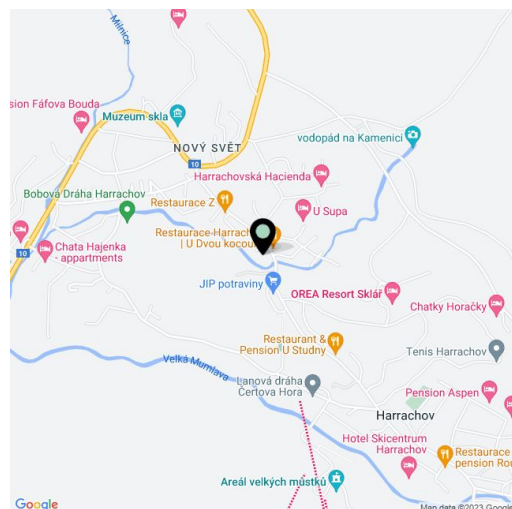 Milnice
sion Fáfova Bouda
Muzeum skla
NOVÝ SVĚT
vodopád na Kamenici
10
Harrachovská Hacienda
Bobová Dráha Harrachov
Restaurace Z
U Supa
Restaurace-Harrach
| U Dvou kocou
Chata Hajenka
- appartments
10
JIP potraviny
OREA Resort Sklář
Chatky Horačky
Restaurant &
Pension U Studny
Tenis Harrachov
Velká Mumlava
Lanová dráha
Čertova Hora
Pension Aspen
Harrachov
Hotel Skicentrum
Harrachov
Restaurace
pension Rou
Areál velkých můstků
Google
Map data ©2023 Google